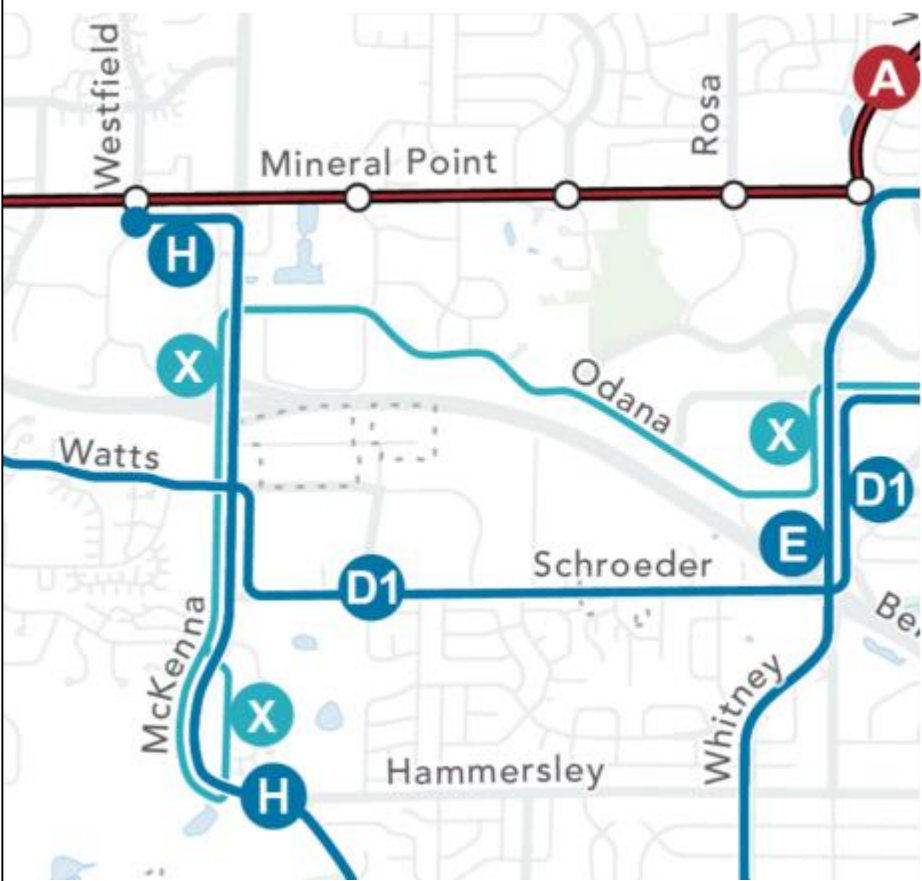 Westfield
Mineral Point
Rosa
A
H
X
Odana
X
Watts
D1
E
Schroeder
D1
McKenna
X
Whitney
Hammersley
H